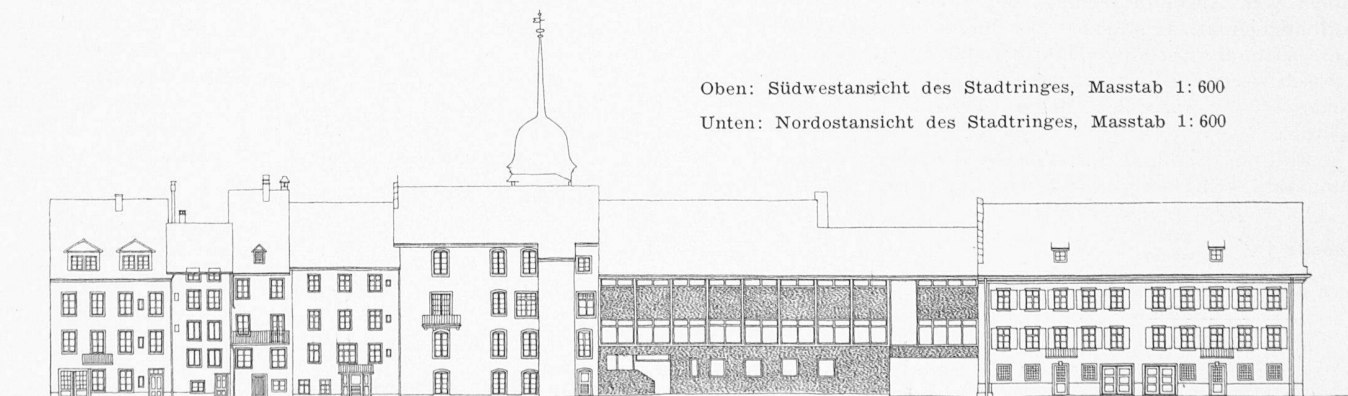 Oben: Südwestansicht des Stadtringes, Masstab 1:600
Unten: Nordostansicht des Stadtringes, Masstab 1:600